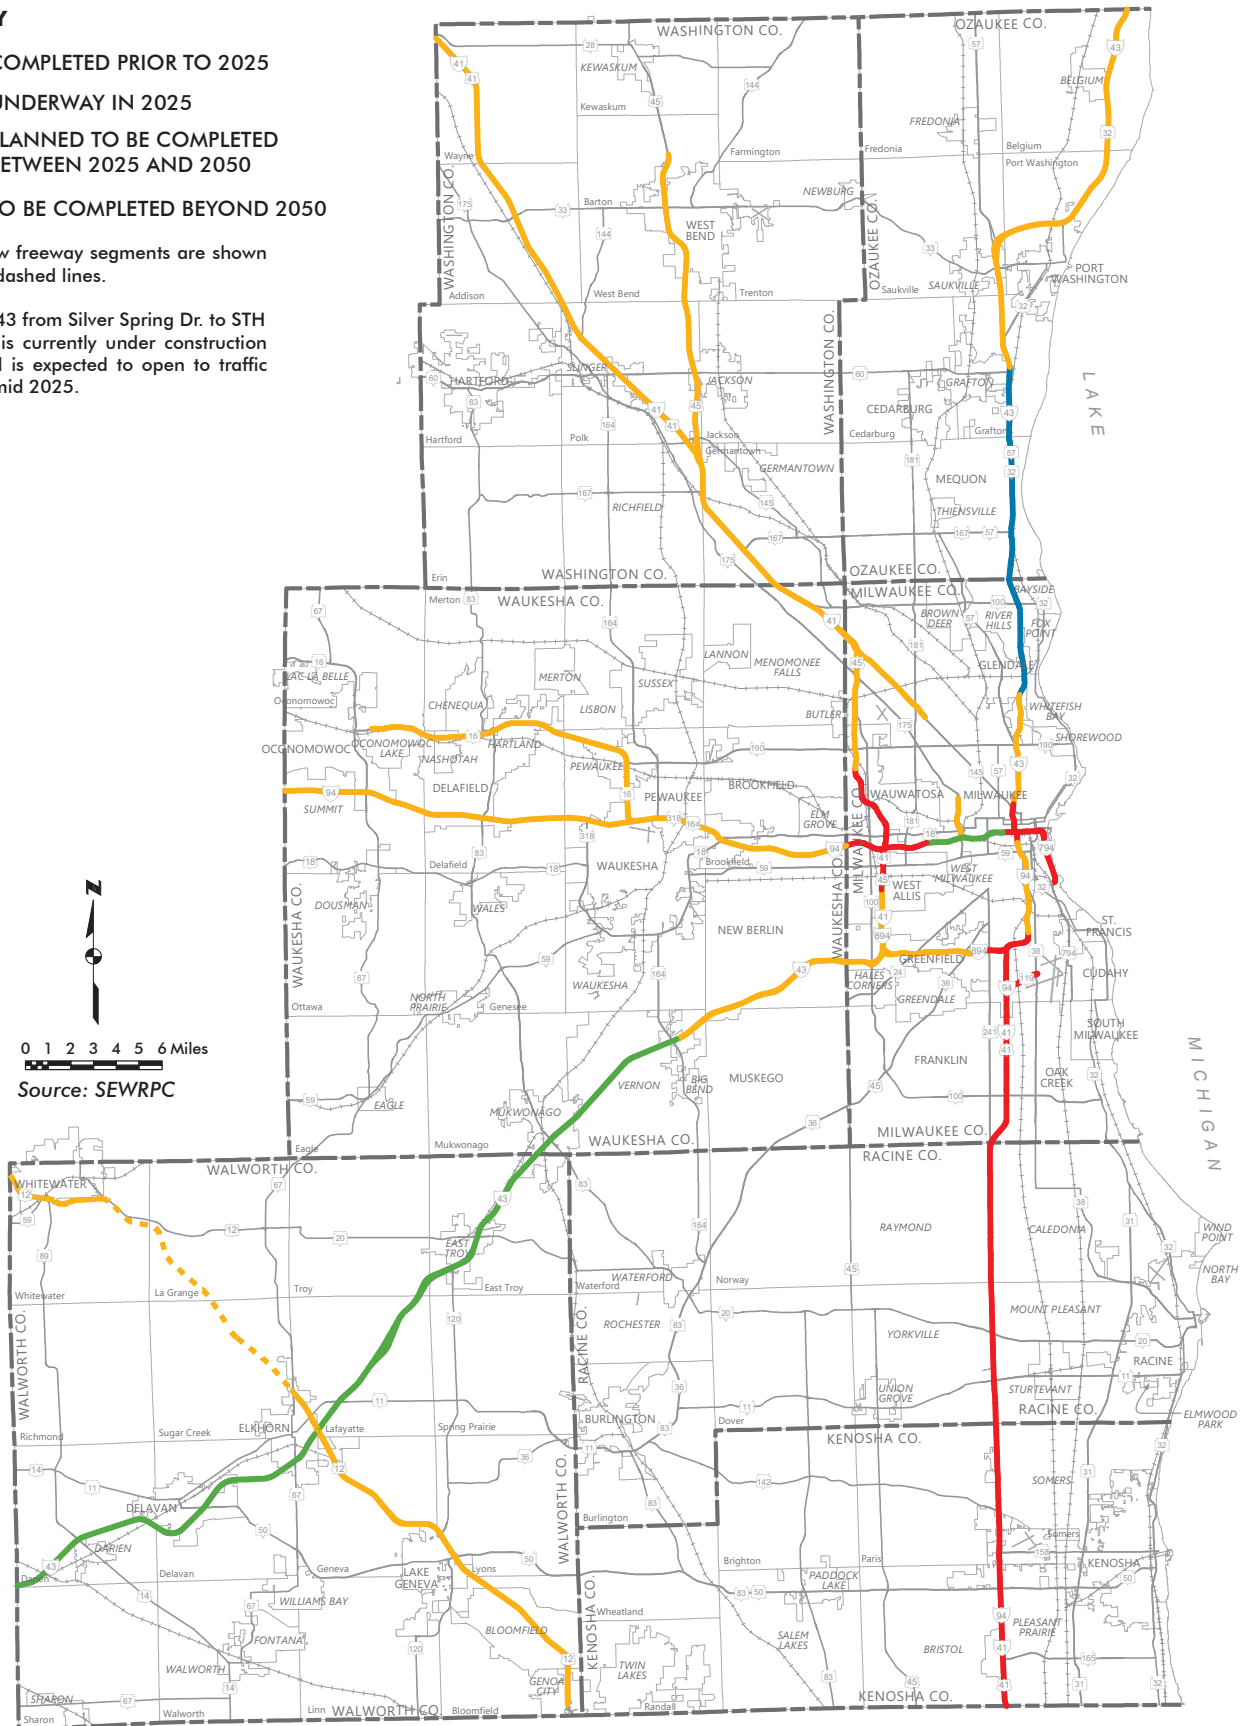 Y
COMPLETED PRIOR TO 2025
UNDERWAY IN 2025
LANNED TO BE COMPLETED
ETWEEN 2025 AND 2050
O BE COMPLETED BEYOND 2050
w freeway segments are shown
dashed lines.
43 from Silver Spring Dr. to STH
is currently under construction
d is expected to open to traffic
mid 2025.
WASHINGTON CO.
OZAUKEE CO.
KEWASKUM
Kewaskum
BELGIUM
FREDONIA
Wayne
Farmington
Fredonia
Belgium
Port Washington
NEWBURG
Barton
WEST
BEND
WASHINGTON CO.
OZAUKEE CO.
PORT
WASHINGTON
Addison
West Bend
Trenton
Saukville
SAUKVILLE
WASHINGTON CO.
SLINGER
HARTFORD
JACKSON
GRAFTON
CEDARBURG
LAKE
Hartford
Polk
Jackson
Germantown
Cedarburg
Grafton
GERMANTOWN
MEQUON
RICHFIELD
THIENSVILLE
Erin
WASHINGTON CO.
OZAUKEE CO.
Merton
WAUKESHA CO.
MILWAUKEE CO.
BAYSIDE
BROWN
DEER
RIVER
HILLS
FOX
POINT
LANNON
MENOMONEE
FALLS
GLENDALE
LAC LA BELLE
Oconomowoc
MERTON
SUSSEX
CHENEQUA
LISBON
BUTLER
WHITEFISH
BAY
SHOREWOOD
OCONOMOWOC
OCONOMOWOC
LAKE
HARTLAND
NASHOTAH
PEWAUKEE
DELAFIELD
PEWAUKEE
BROOKFIELD
SUMMIT
ELM
GROVE
WAUWATOSA
MILWAUKEE
MILWAUKEE CO.
WAUKESHA CO.
Delafield
WAUKESHA
Brookfield
WEST
MILWAUKEE
WEST
ALLIS
DOUSMAN
WALES
WAUKESHA CO.
NEW BERLIN
ST.
FRANCIS
GREENFIELD
CUDAHY
HALES
CORNERS
GREENDALE
WAUKESHA
NORTH
PRAIRIE
Ottawa
Genesee
SOUTH
MILWAUKEE
FRANKLIN
OAK
CREEK
MICHIGAN
N
0 1 2 3 4 5 6 Miles
Source: SEWRPC
VERNON
BIG
BEND
MUSKEGO
EAGLE
MUKWONAGO
Eagle
Mukwonago
WAUKESHA CO.
MILWAUKEE CO.
WALWORTH CO.
RACINE CO.
WHITEWATER
RAYMOND
CALEDONIA
WIND
POINT
NORTH
BAY
EAST
TROY
WATERFORD
Whitewater
La Grange
Troy
East Troy
Waterford
Norway
ROCHESTER
MOUNT PLEASANT
YORKVILLE
WALWORTH CO.
RACINE CO.
RACINE
STURTEVANT
UNION
GROVE
RACINE CO.
ELMWOOD
PARK
BURLINGTON
Dover
Richmond
Sugar Creek
ELKHORN
Lafayatte
Spring Prairie
KENOSHA CO.
WALWORTH CO.
SOMERS
DELAVAN
Burlington
Somers
DARIEN
Darien
Delavan
Geneva
LAKE
GENEVA
Lyons
Brighton
Paris
PADDOCK
LAKE
KENOSHA
WILLIAMS BAY
KENOSHA CO.
Wheatland
PLEASANT
PRAIRIE
FONTANA
BLOOMFIELD
SALEM
LAKES
BRISTOL
WALWORTH
TWIN
LAKES
GENOA
CITY
SHARON
Sharon
Walworth
Linn
WALWORTH CO.
Bloomfield
Randall
KENOSHA CO.